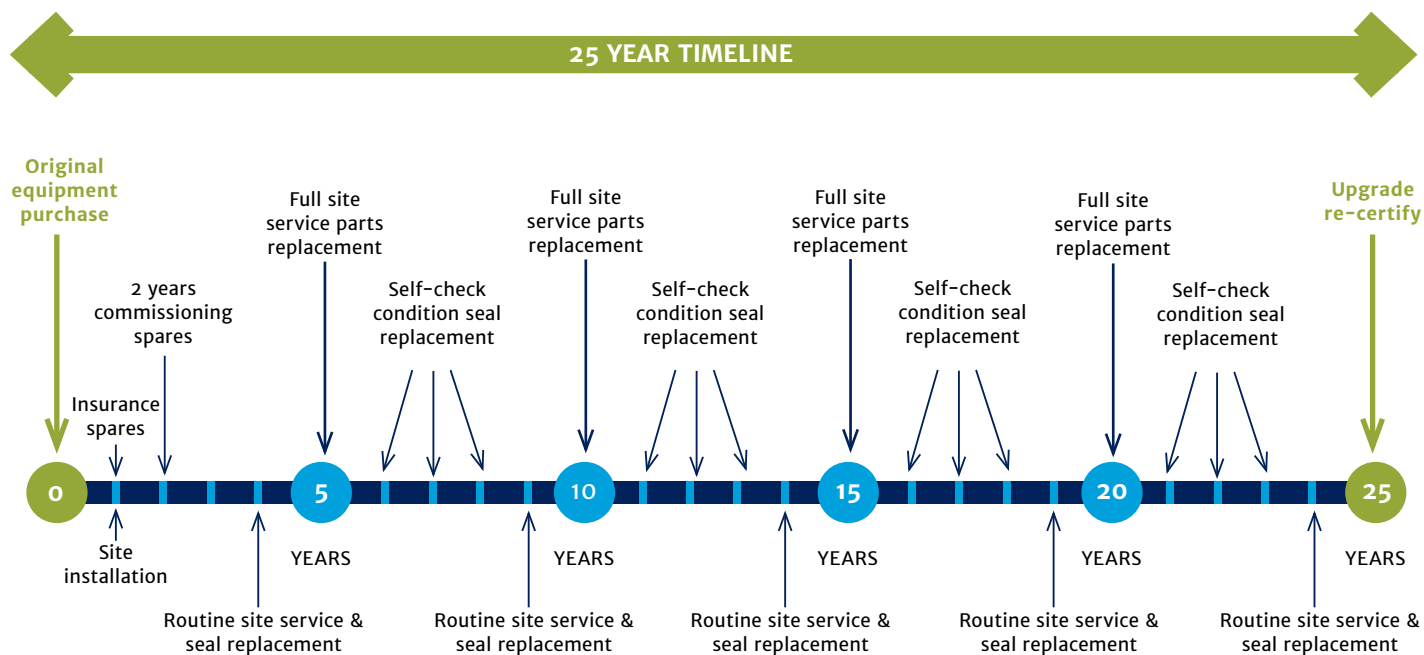 25 YEAR TIMELINE
Original
equipment
purchase
Full site
service parts
replacement
Full site
service parts
replacement
Full site
service parts
replacement
Full site
service parts
replacement
Upgrade
re-certify
2 years
commissioning
spares
Self-check
condition seal
replacement
Self-check
condition seal
replacement
Self-check
condition seal
replacement
Self-check
condition seal
replacement
Insurance
spares
0
5
10
15
20
25
Site
installation
YEARS
YEARS
YEARS
YEARS
YEARS
Routine site service &
seal replacement
Routine site service &
seal replacement
Routine site service &
seal replacement
Routine site service &
seal replacement
Routine site service &
seal replacement